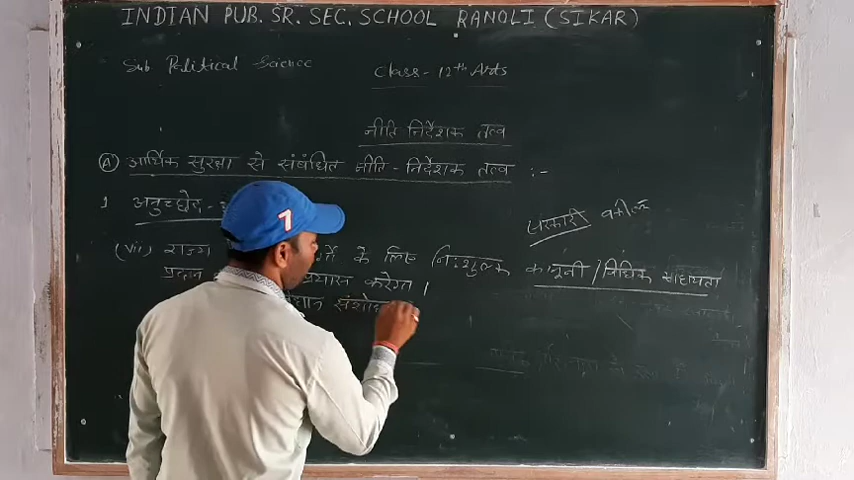 INDIAN PUB. SR. SEC. SCHOOL RANOLI (SIKAR)
Sub Political Science
Class - 12th Arts
नीति निर्देशक तत्व
(A) आर्थिक सुरक्षा से संबंधित नीति - निर्देशक तत्व :-
1 अनुच्छेद -
सरकारी वकील
(vii) राज्य के लिए निःशुल्क कानूनी / विधिक सहायता
प्रदान प्रयास करेगा ।
7